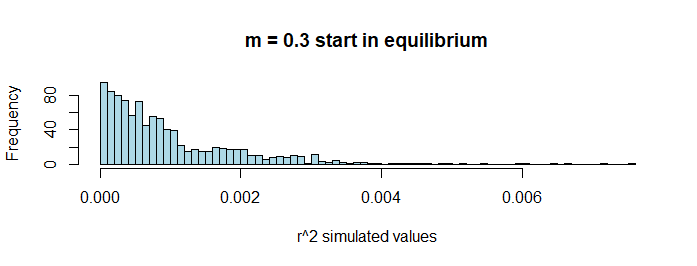 m = 0.3 start in equilibrium
Frequency
80
40
0
0.000 0.002 0.004 0.006
r^2 simulated values